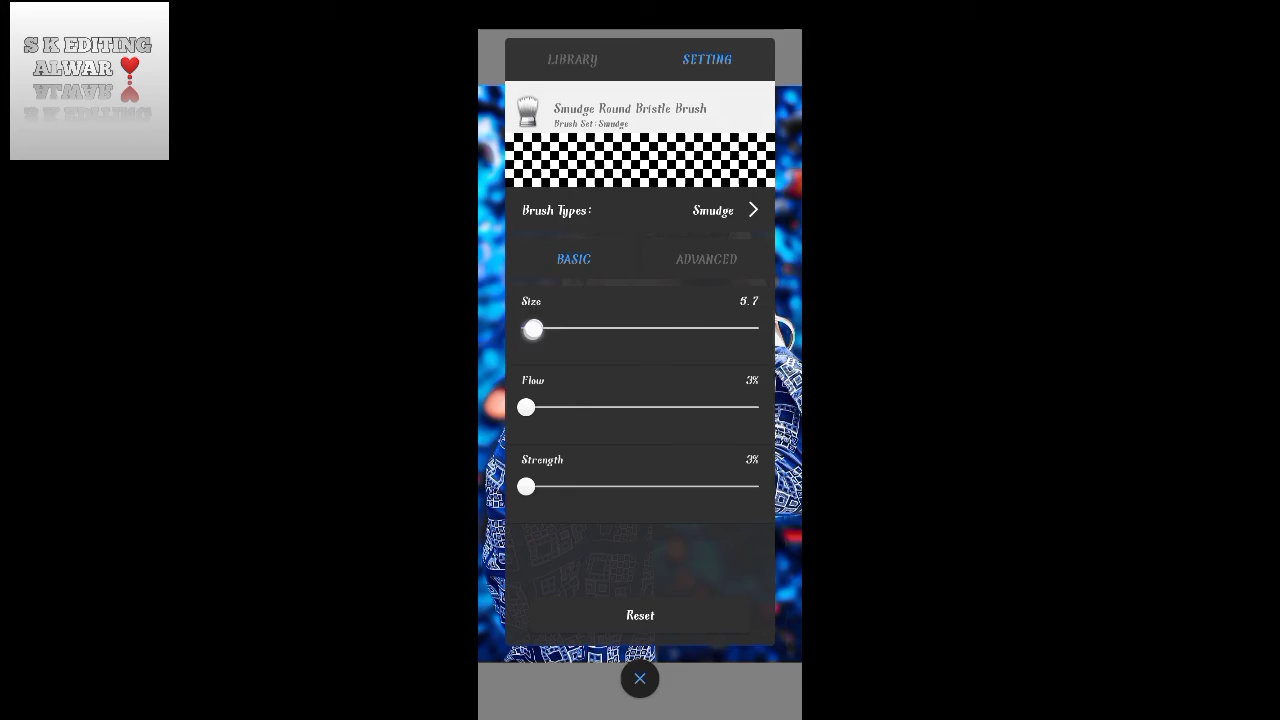 S K EDITING
ALWAR
LIBRARY
SETTING
Smudge Round Bristle Brush
Brush Set: Smudge
Brush Types:
Smudge
BASIC
ADVANCED
Size
5.7
Flow
3%
Strength
3%
Reset